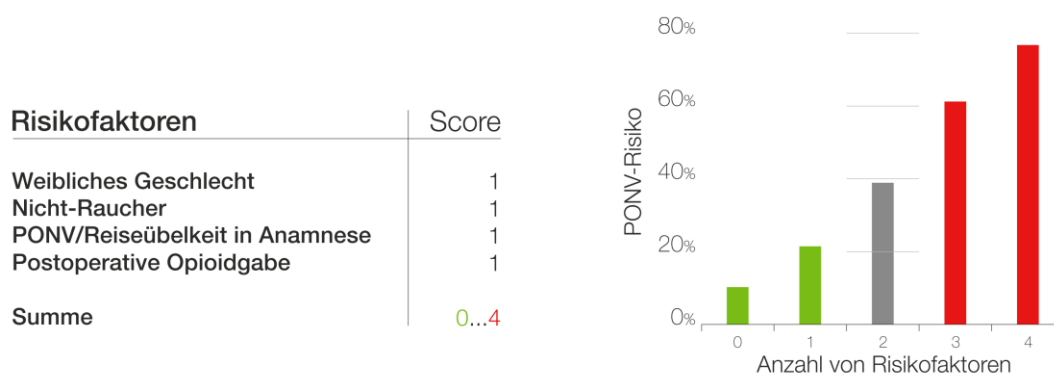 Risikofaktoren Score
Weibliches Geschlecht 1
Nicht-Raucher 1
PONV/Reiseübelkeit in Anamnese 1
Postoperative Opioidgabe 1
Summe 0...4
PONV-Risiko
80%
60%
40%
20%
0%
0 1 2 3 4
Anzahl von Risikofaktoren